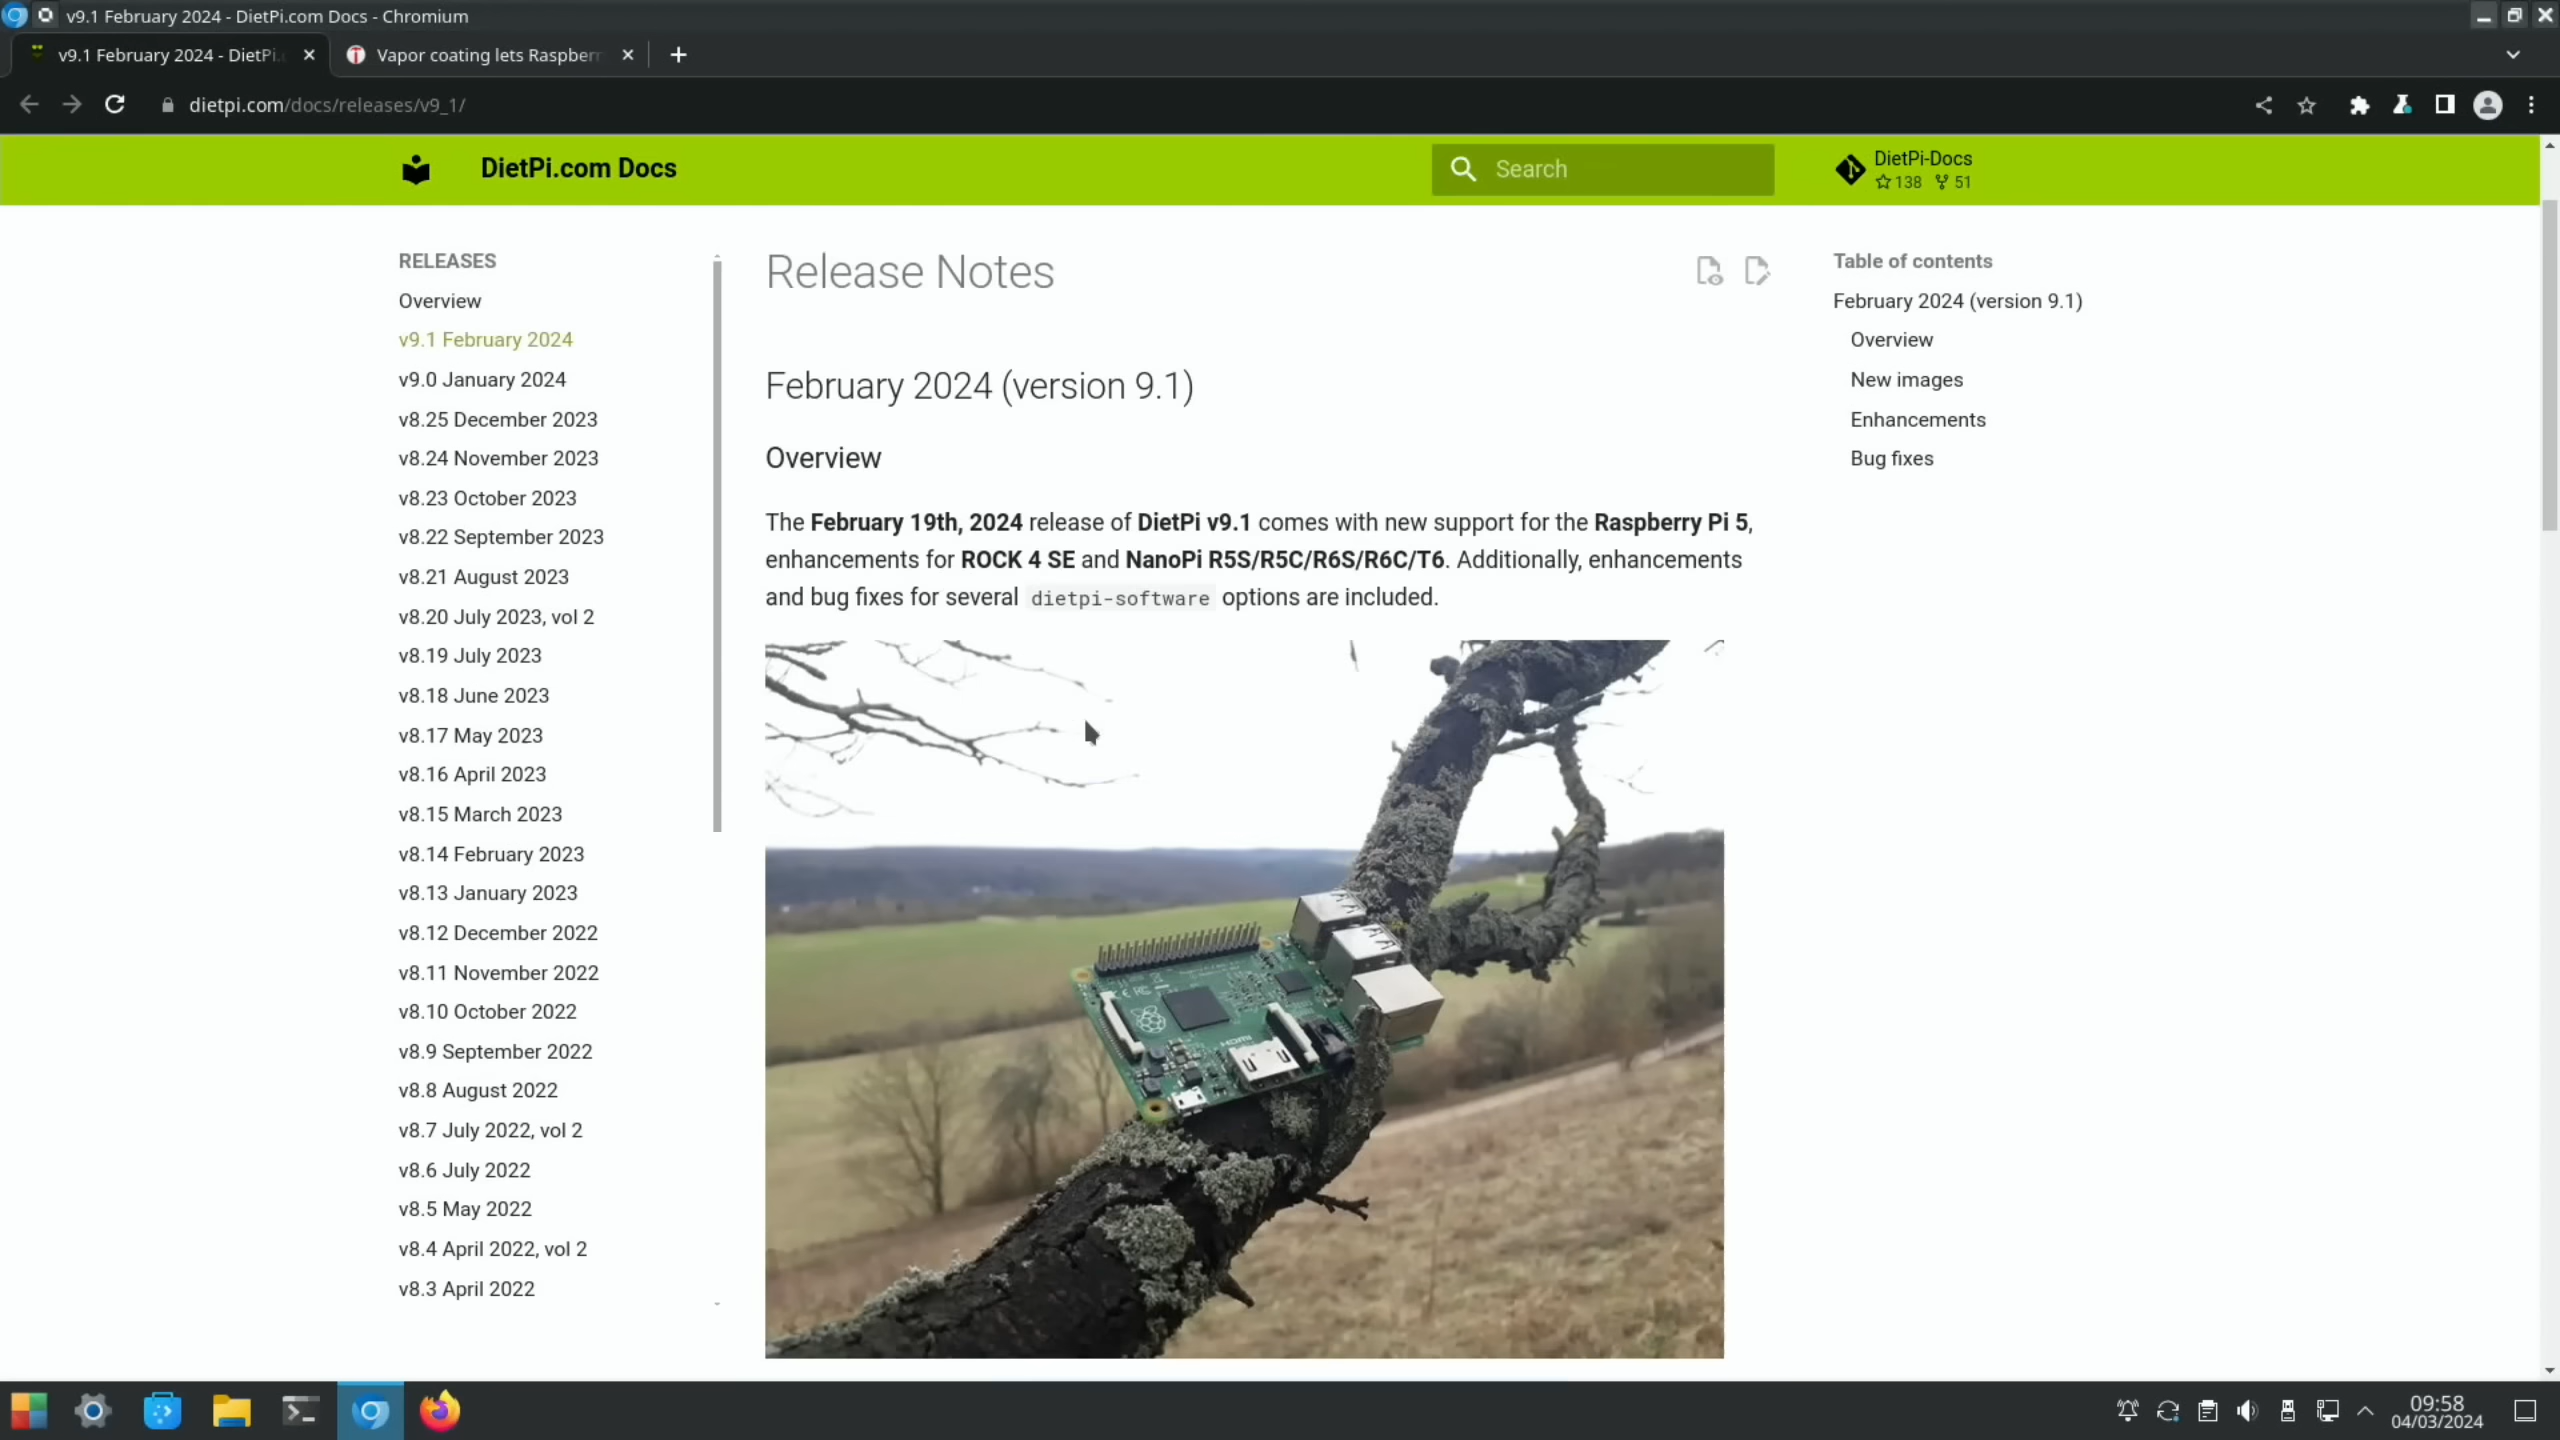 v9.1 February 2024 - DietPi.com Docs - Chromium
v9.1 February 2024 - DietPi.c
Vapor coating lets Raspberr
dietpi.com/docs/releases/v9_1/
DietPi.com Docs
Search
DietPi-Docs
138 51
RELEASES
Overview
v9.1 February 2024
v9.0 January 2024
v8.25 December 2023
v8.24 November 2023
v8.23 October 2023
v8.22 September 2023
v8.21 August 2023
v8.20 July 2023, vol 2
v8.19 July 2023
v8.18 June 2023
v8.17 May 2023
v8.16 April 2023
v8.15 March 2023
v8.14 February 2023
v8.13 January 2023
v8.12 December 2022
v8.11 November 2022
v8.10 October 2022
v8.9 September 2022
v8.8 August 2022
v8.7 July 2022, vol 2
v8.6 July 2022
v8.5 May 2022
v8.4 April 2022, vol 2
v8.3 April 2022
Release Notes
February 2024 (version 9.1)
Overview
The February 19th, 2024 release of DietPi v9.1 comes with new support for the Raspberry Pi 5,
enhancements for ROCK 4 SE and NanoPi R5S/R5C/R6S/R6C/T6. Additionally, enhancements
and bug fixes for several dietpi-software options are included.
HDMI
Table of contents
February 2024 (version 9.1)
Overview
New images
Enhancements
Bug fixes
09:58
04/03/2024